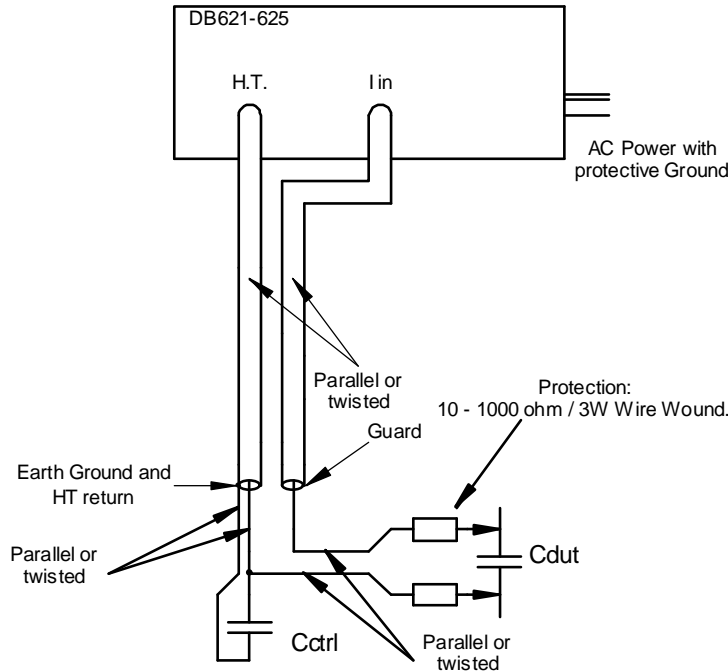 DB621-625
H.T.
I in
AC Power with
protective Ground
Parallel or
twisted
Protection:
10 - 1000 ohm / 3W Wire Wound.
Guard
Earth Ground and
HT return
Parallel or
twisted
Cdut
Cctrl
Parallel or
twisted